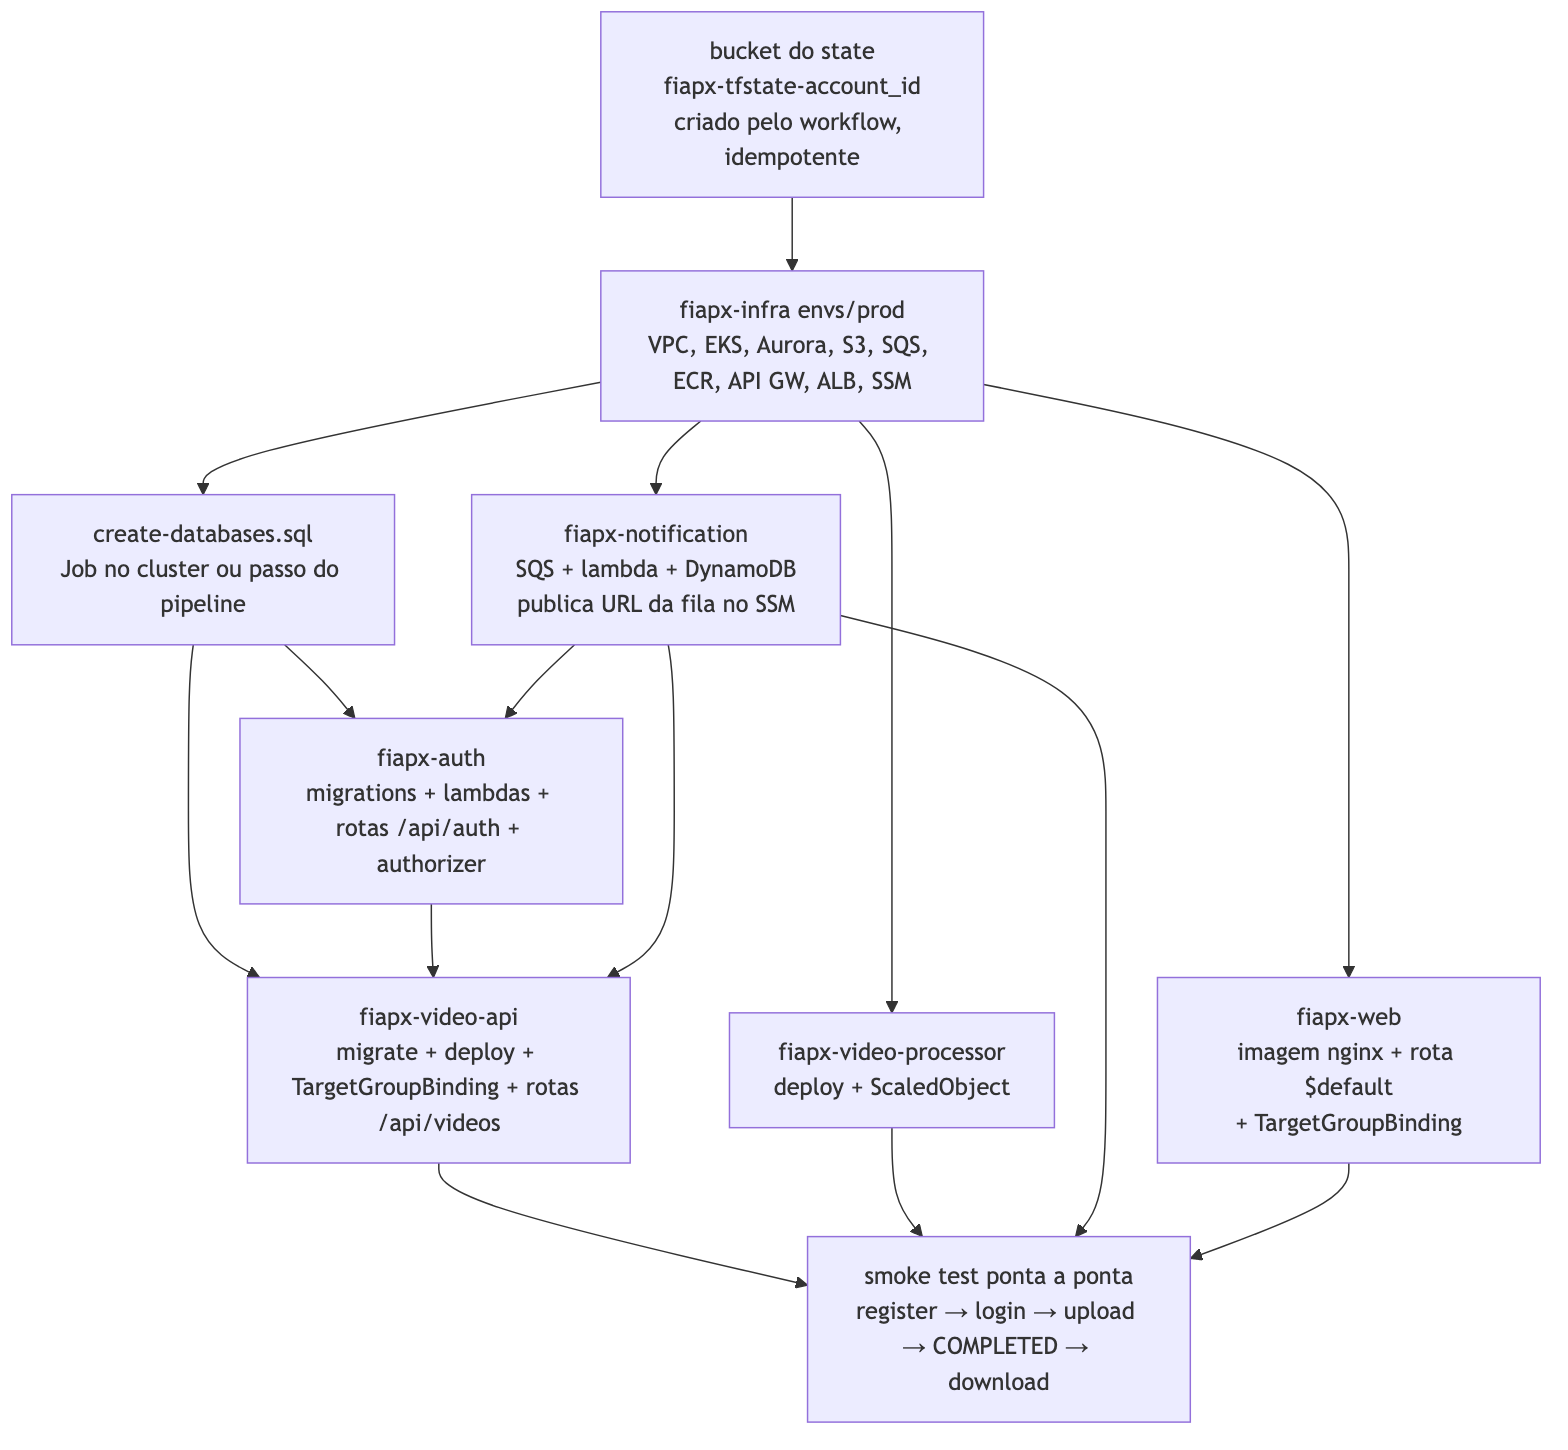 bucket do state
fiapx-tfstate-account_id
criado pelo workflow,
idempotente
fiapx-infra envs/prod
VPC, EKS, Aurora, S3, SQS,
ECR, API GW, ALB, SSM
create-databases.sql
Job no cluster ou passo do
pipeline
fiapx-notification
SQS + lambda + DynamoDB
publica URL da fila no SSM
fiapx-auth
migrations + lambdas +
rotas /api/auth +
authorizer
fiapx-video-api
migrate + deploy +
TargetGroupBinding + rotas
/api/videos
fiapx-video-processor
deploy + ScaledObject
fiapx-web
imagem nginx + rota
$default
+ TargetGroupBinding
smoke test ponta a ponta
register → login → upload
→ COMPLETED →
download